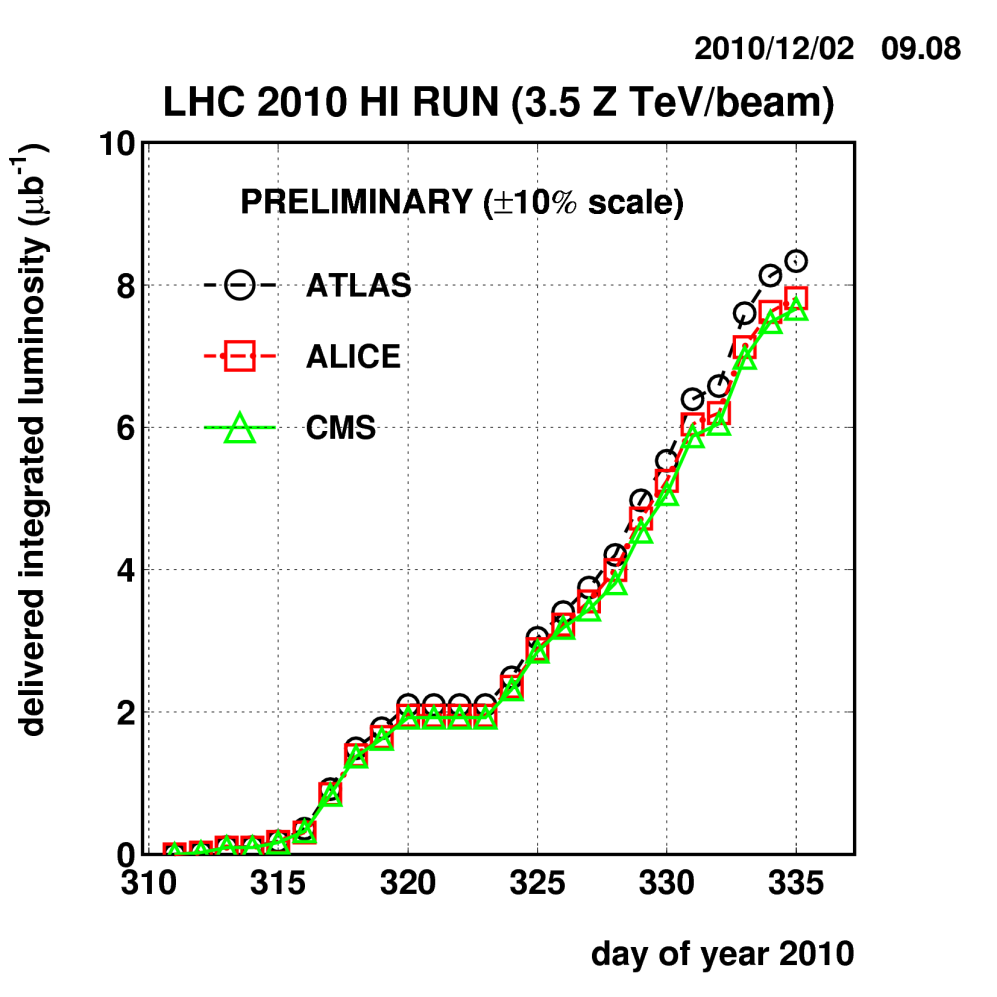 2010/12/02 09.08
LHC 2010 HI RUN (3.5 Z TeV/beam)
delivered integrated luminosity (μb⁻¹)
PRELIMINARY (±10% scale)
ATLAS
ALICE
CMS
10
8
6
4
2
0
310 315 320 325 330 335
day of year 2010